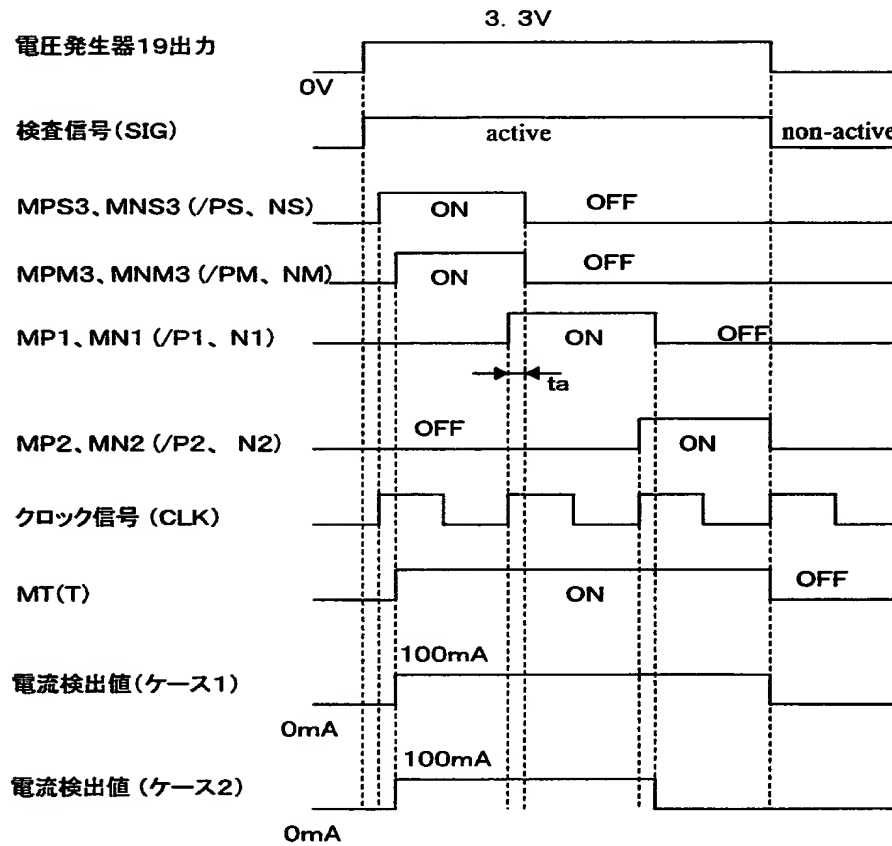 3. 3V
電圧発生器19出力
0V
検査信号(SIG)
active
non-active
MPS3、MNS3 (/PS、 NS)
ON
OFF
MPM3、MNM3 (/PM、 NM)
ON
OFF
MP1、MN1 (/P1、 N1)
ON
OFF
ta
MP2、MN2 (/P2、 N2)
OFF
ON
クロック信号 (CLK)
MT(T)
ON
OFF
100mA
電流検出値(ケース1)
0mA
100mA
電流検出値 (ケース2)
0mA